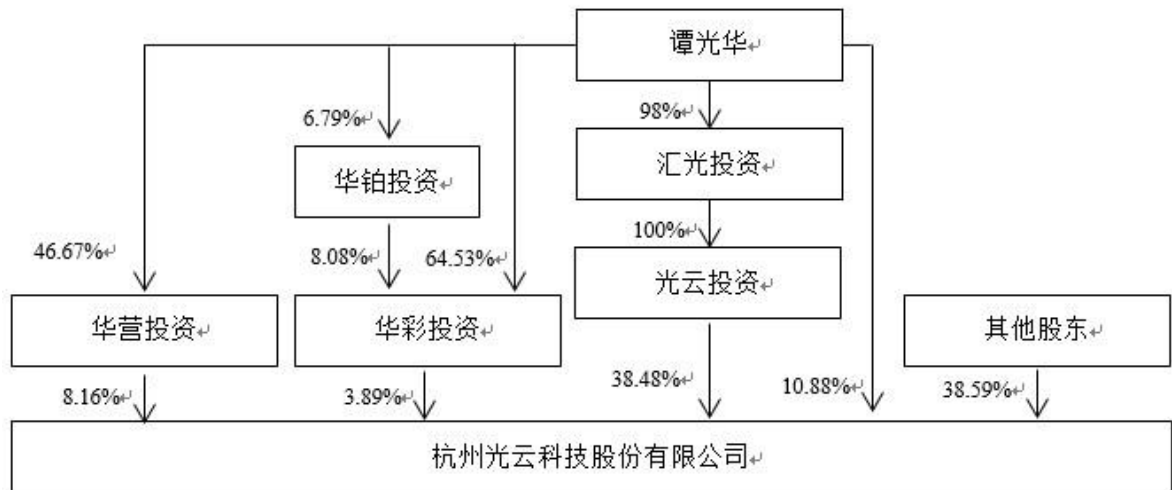 谭光华
6.79%
98%
华铂投资
汇光投资
46.67%
8.08%
64.53%
100%
光云投资
华营投资
华彩投资
其他股东
8.16%
3.89%
38.48%
10.88%
38.59%
杭州光云科技股份有限公司